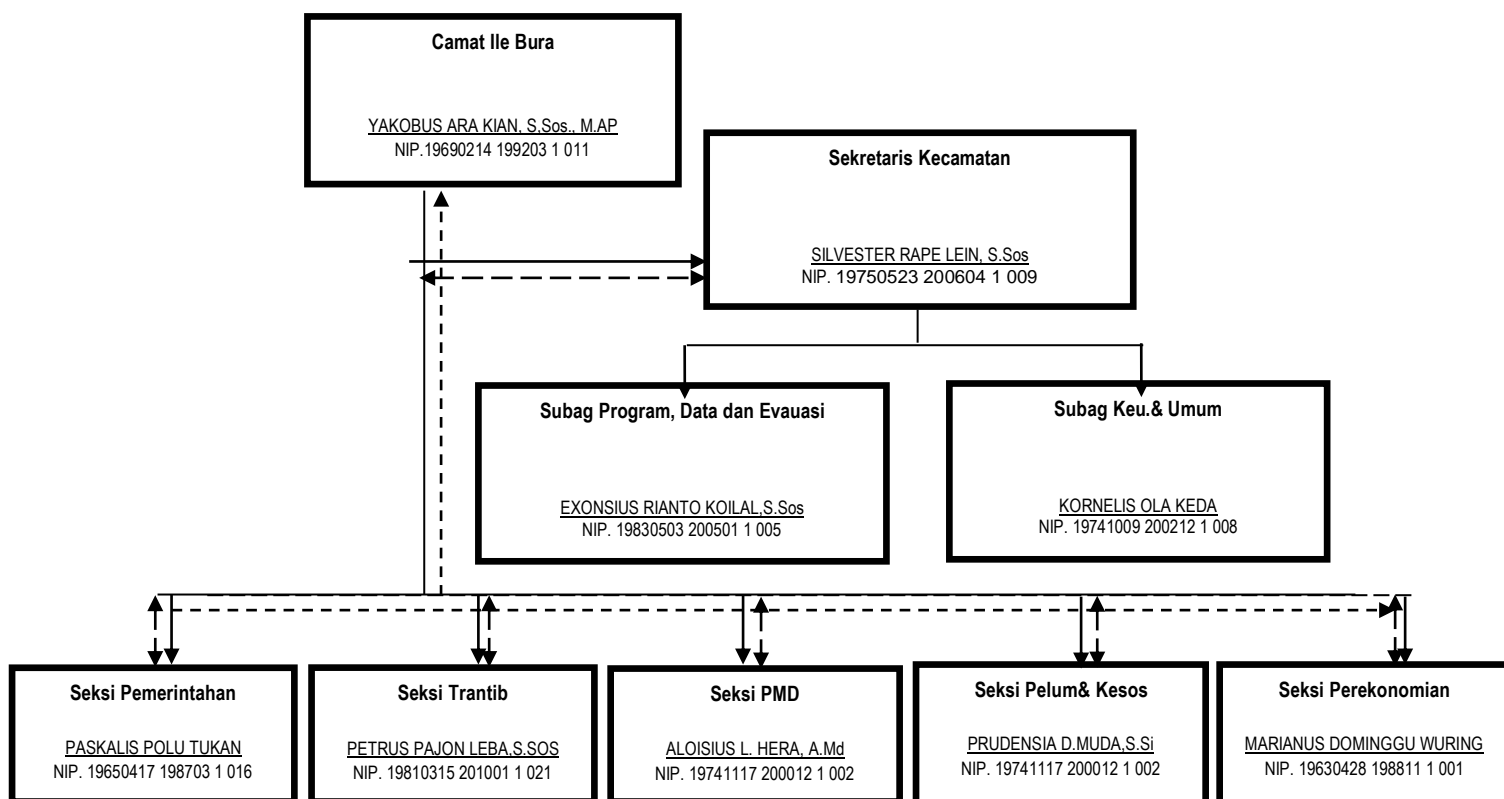 Camat Ile Bura
YAKOBUS ARA KIAN, S,Sos., M.AP
NIP.19690214 199203 1 011
Sekretaris Kecamatan
SILVESTER RAPE LEIN, S.Sos
NIP. 19750523 200604 1 009
Subag Program, Data dan Evauasi
EXONSIUS RIANTO KOILAL,S.Sos
NIP. 19830503 200501 1 005
Subag Keu.& Umum
KORNELIS OLA KEDA
NIP. 19741009 200212 1 008
Seksi Pemerintahan
PASKALIS POLU TUKAN
NIP. 19650417 198703 1 016
Seksi Trantib
PETRUS PAJON LEBA,S.SOS
NIP. 19810315 201001 1 021
Seksi PMD
ALOISIUS L. HERA, A.Md
NIP. 19741117 200012 1 002
Seksi Pelum& Kesos
PRUDENSIA D.MUDA,S.Si
NIP. 19741117 200012 1 002
Seksi Perekonomian
MARIANUS DOMINGGU WURING
NIP. 19630428 198811 1 001